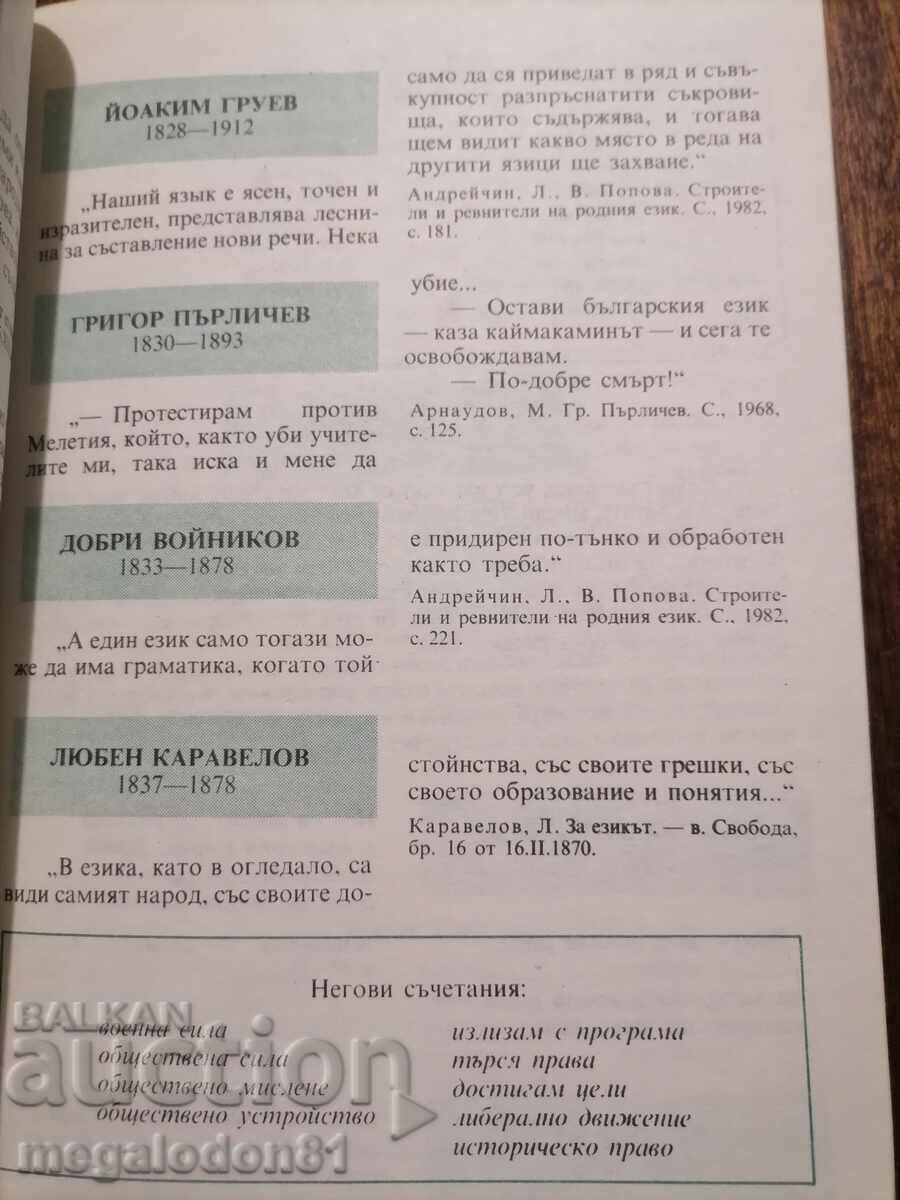 ЙОАКИМ ГРУЕВ
1828—1912
„Наший язык е ясен, точен и
изразителен, представлява лесни-
на за съставление нови речи. Нека
само да ся приведат в ряд и съвъ-
купност разпръснатити съкрови-
ща, които съдържява, и тогава
щем видит какво място в реда на
другити язици ще захване.“
Андрейчин, Л., В. Попова. Строите-
ли и ревнители на родния език. С., 1982,
с. 181.
ГРИГОР ПЪРЛИЧЕВ
1830—1893
„— Протестирам против
Мелетия, който, както уби учите-
лите ми, така иска и мене да
убие...
— Остави българския език
— каза каймакаминът — и сега те
освобождавам.
— По-добре смърт!“
Арнаудов, М. Гр. Пърличев. С., 1968,
с. 125.
ДОБРИ ВОЙНИКОВ
1833—1878
„А един език само тогази мо-
же да има граматика, когато той
е придирен по-тънко и обработен
както треба.“
Андрейчин, Л., В. Попова. Строите-
ли и ревнители на родния език. С., 1982,
с. 221.
ЛЮБЕН КАРАВЕЛОВ
1837—1878
„В езика, като в огледало, са
види самият народ, със своите до-
стойнства, със своите грешки, със
своето образование и понятия...“
Каравелов, Л. За езикът. — в. Свобода,
бр. 16 от 16.II.1870.
Негови съчетания:
военна сила
обществена сила
обществено мислене
обществено устройство
излизам с програма
търся права
достигам цели
либерално движение
историческо право
BALKAN
auction
megalodon81